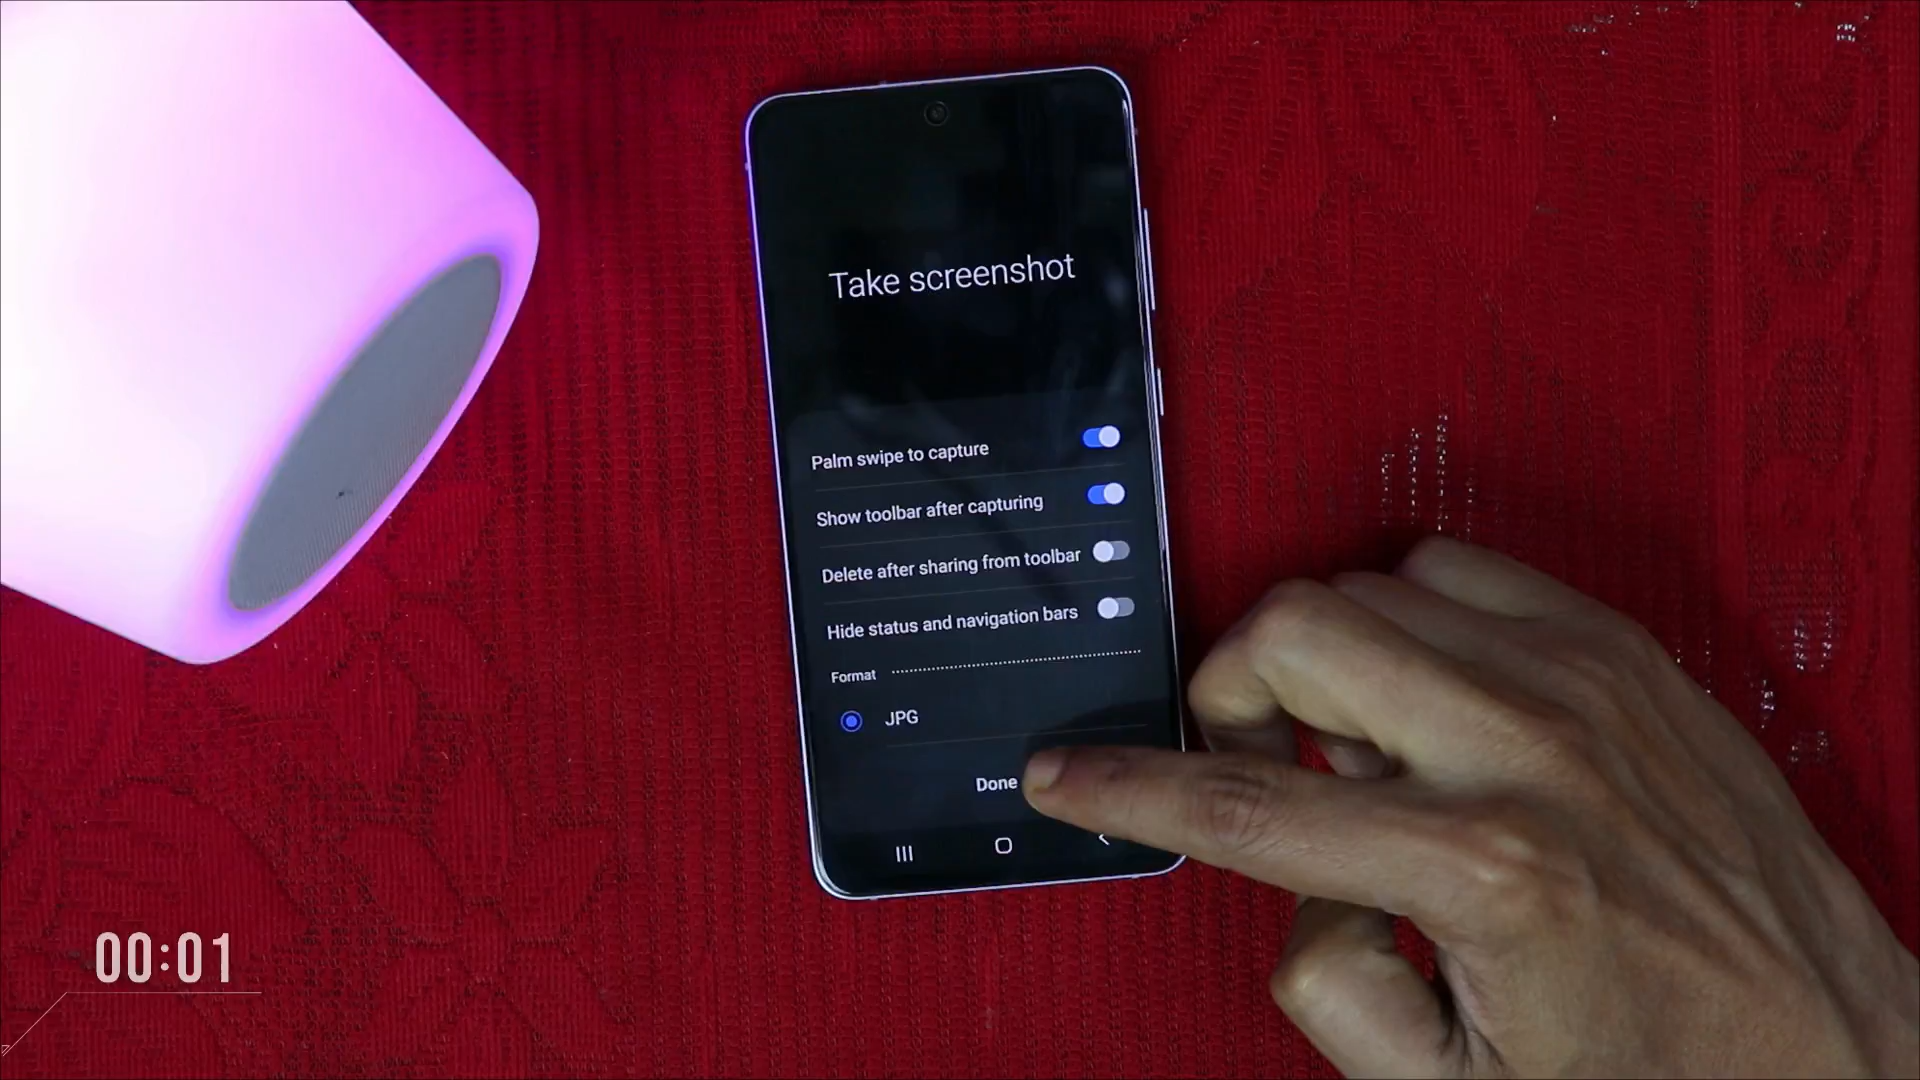 Take screenshot
Palm swipe to capture
Show toolbar after capturing
Delete after sharing from toolbar
Hide status and navigation bars
Format
JPG
Done
00:01